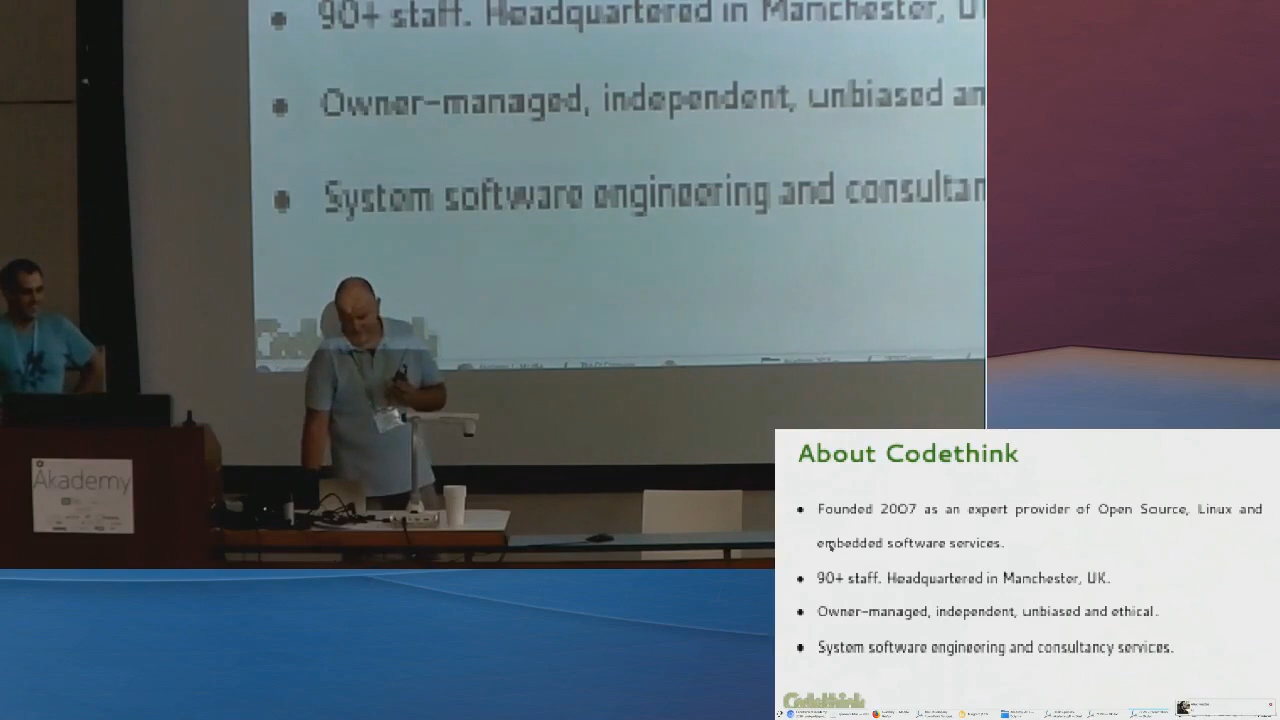 90+ staff. Headquartered in Manchester, U
Owner-managed, independent, unbiased an
System software engineering and consultan
Akademy
About Codethink
Founded 2007 as an expert provider of Open Source, Linux and
embedded software services.
90+ staff. Headquartered in Manchester, UK.
Owner-managed, independent, unbiased and ethical.
System software engineering and consultancy services.
Codethink